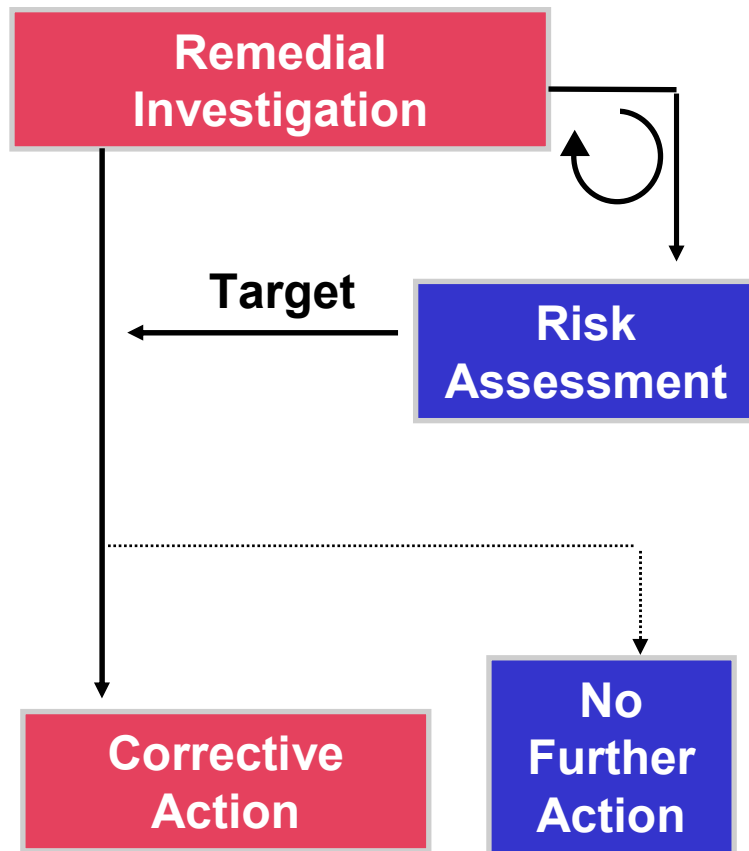 Remedial
Investigation
Target
Risk
Assessment
No
Further
Action
Corrective
Action